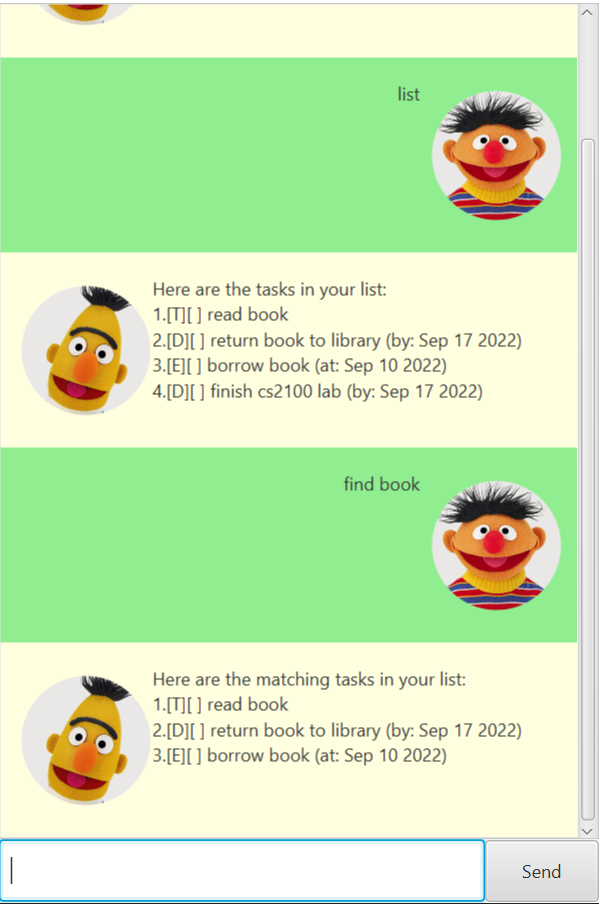 list
Here are the tasks in your list:
1.[T][ ] read book
2.[D][ ] return book to library (by: Sep 17 2022)
3.[E][ ] borrow book (at: Sep 10 2022)
4.[D][ ] finish cs2100 lab (by: Sep 17 2022)
find book
Here are the matching tasks in your list:
1.[T][ ] read book
2.[D][ ] return book to library (by: Sep 17 2022)
3.[E][ ] borrow book (at: Sep 10 2022)
Send